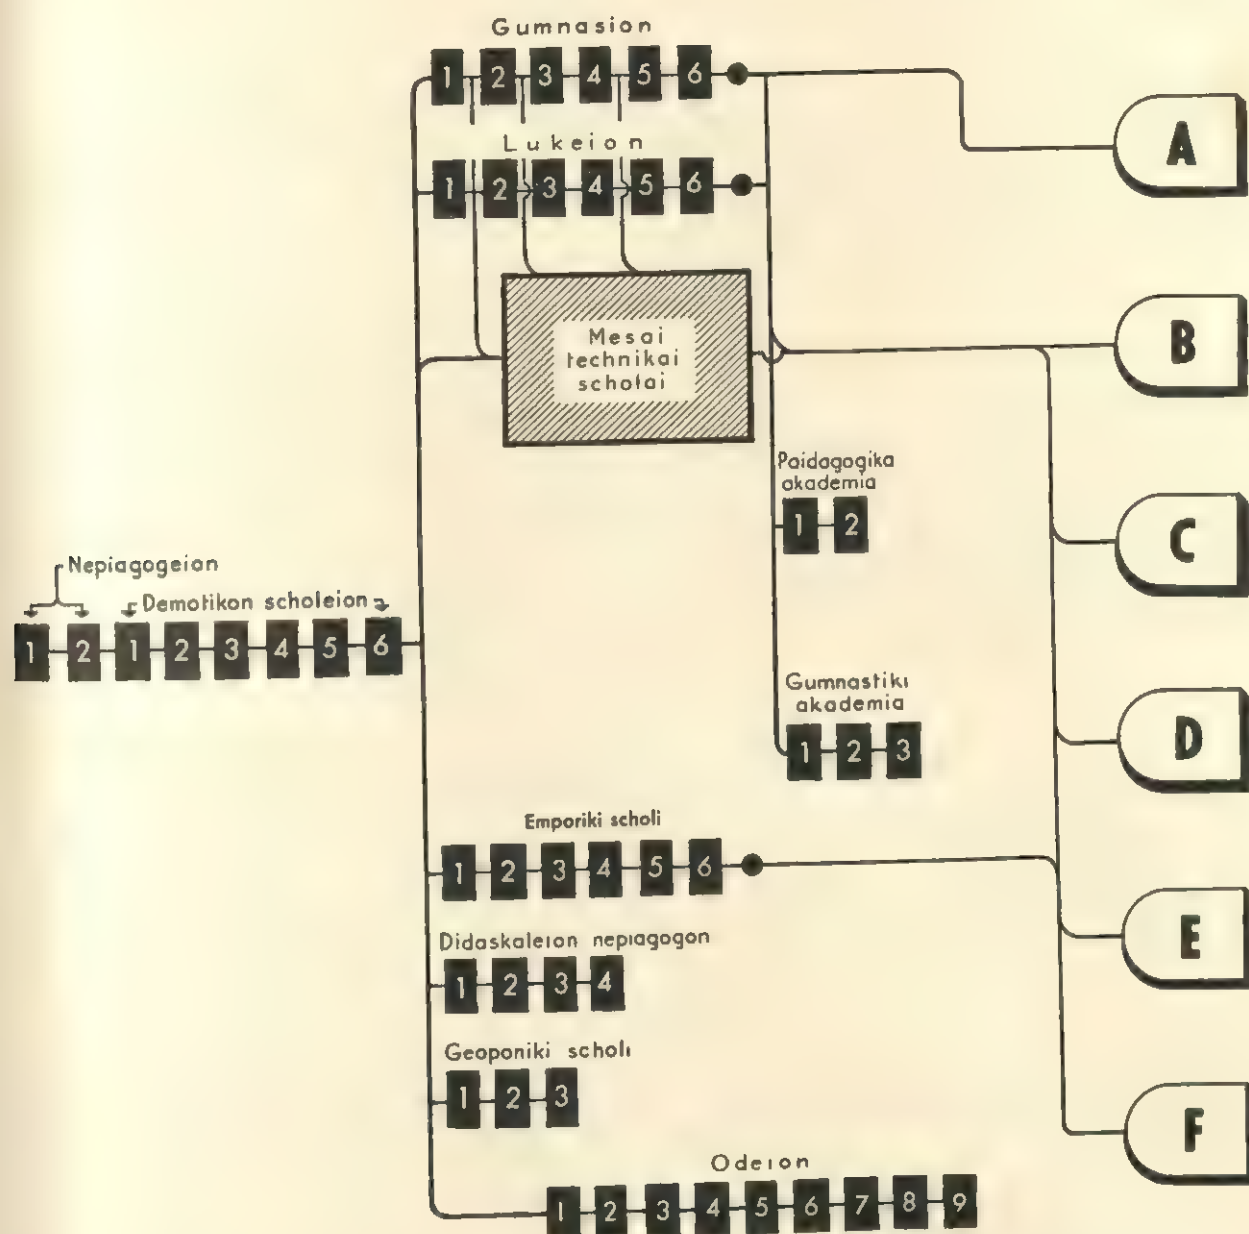 Gumnasion
1 2 3 4 5 6
A
Lukeion
1 2 3 4 5 6
Mesai
technikai
scholai
B
Paidagogika
akademia
1 2
C
Nepiagogeion
Demotikon scholeion
1 2 1 2 3 4 5 6
Gumnastiki
akademia
1 2 3
D
Emporiki scholi
1 2 3 4 5 6
E
Didaskaleion nepiagogon
1 2 3 4
Geoponiki scholi
1 2 3
F
Odeion
1 2 3 4 5 6 7 8 9